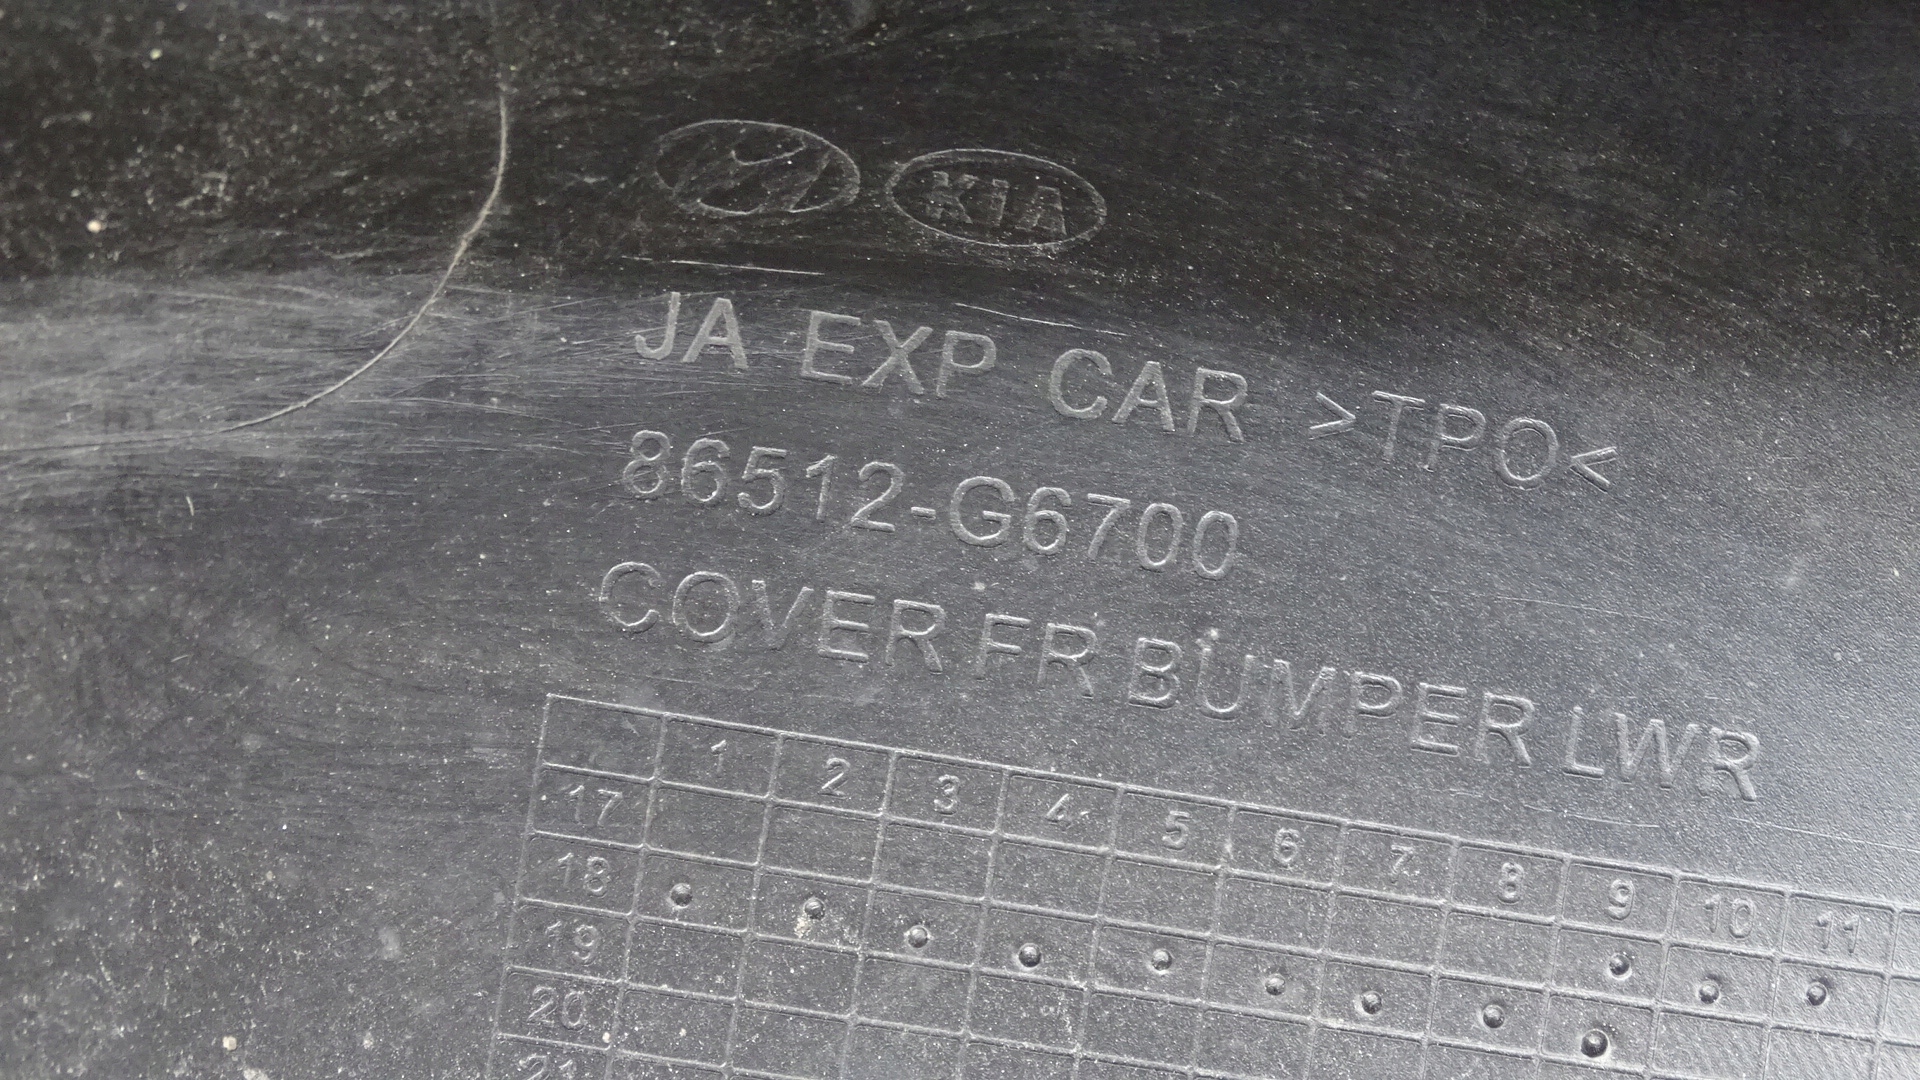 KIA
JA EXP CAR >TPO<
86512-G6700
COVER FR BUMPER LWR
1 2 3 4 5 6 7 8 9 10 11
17
18
19
20
21